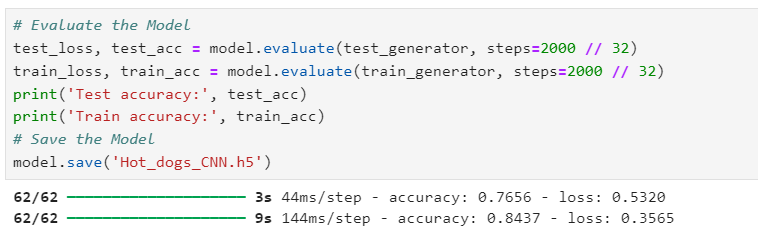 # Evaluate the Model
test_loss, test_acc = model.evaluate(test_generator, steps=2000 // 32)
train_loss, train_acc = model.evaluate(train_generator, steps=2000 // 32)
print('Test accuracy:', test_acc)
print('Train accuracy:', train_acc)
# Save the Model
model.save('Hot_dogs_CNN.h5')
62/62 ━━━━━━━━━━━━━━━━━━━━ 3s 44ms/step - accuracy: 0.7656 - loss: 0.5320
62/62 ━━━━━━━━━━━━━━━━━━━━ 9s 144ms/step - accuracy: 0.8437 - loss: 0.3565